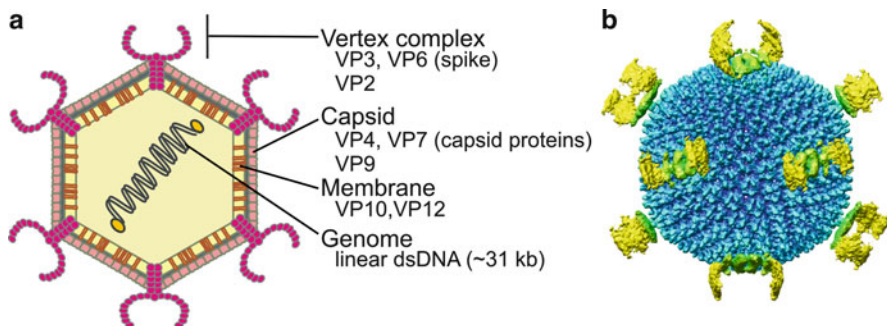 a
Vertex complex
VP3, VP6 (spike)
VP2
Capsid
VP4, VP7 (capsid proteins)
VP9
Membrane
VP10,VP12
Genome
linear dsDNA (~31 kb)
b